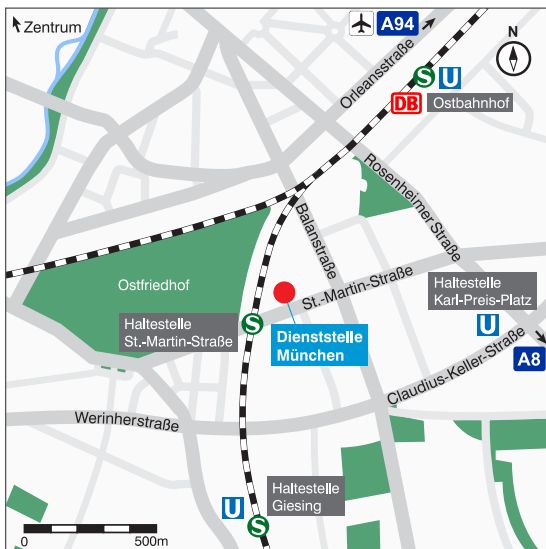 Zentrum
A94
N
Orleansstraße
S
U
DB
Ostbahnhof
Rosenheimer Straße
Balanstraße
Ostfriedhof
St.-Martin-Straße
Haltestelle
Karl-Preis-Platz
U
A8
Haltestelle
St.-Martin-Straße
S
Dienststelle
München
Claudius-Keller-Straße
Werinherstraße
Haltestelle
Giesing
U
S
0
500m